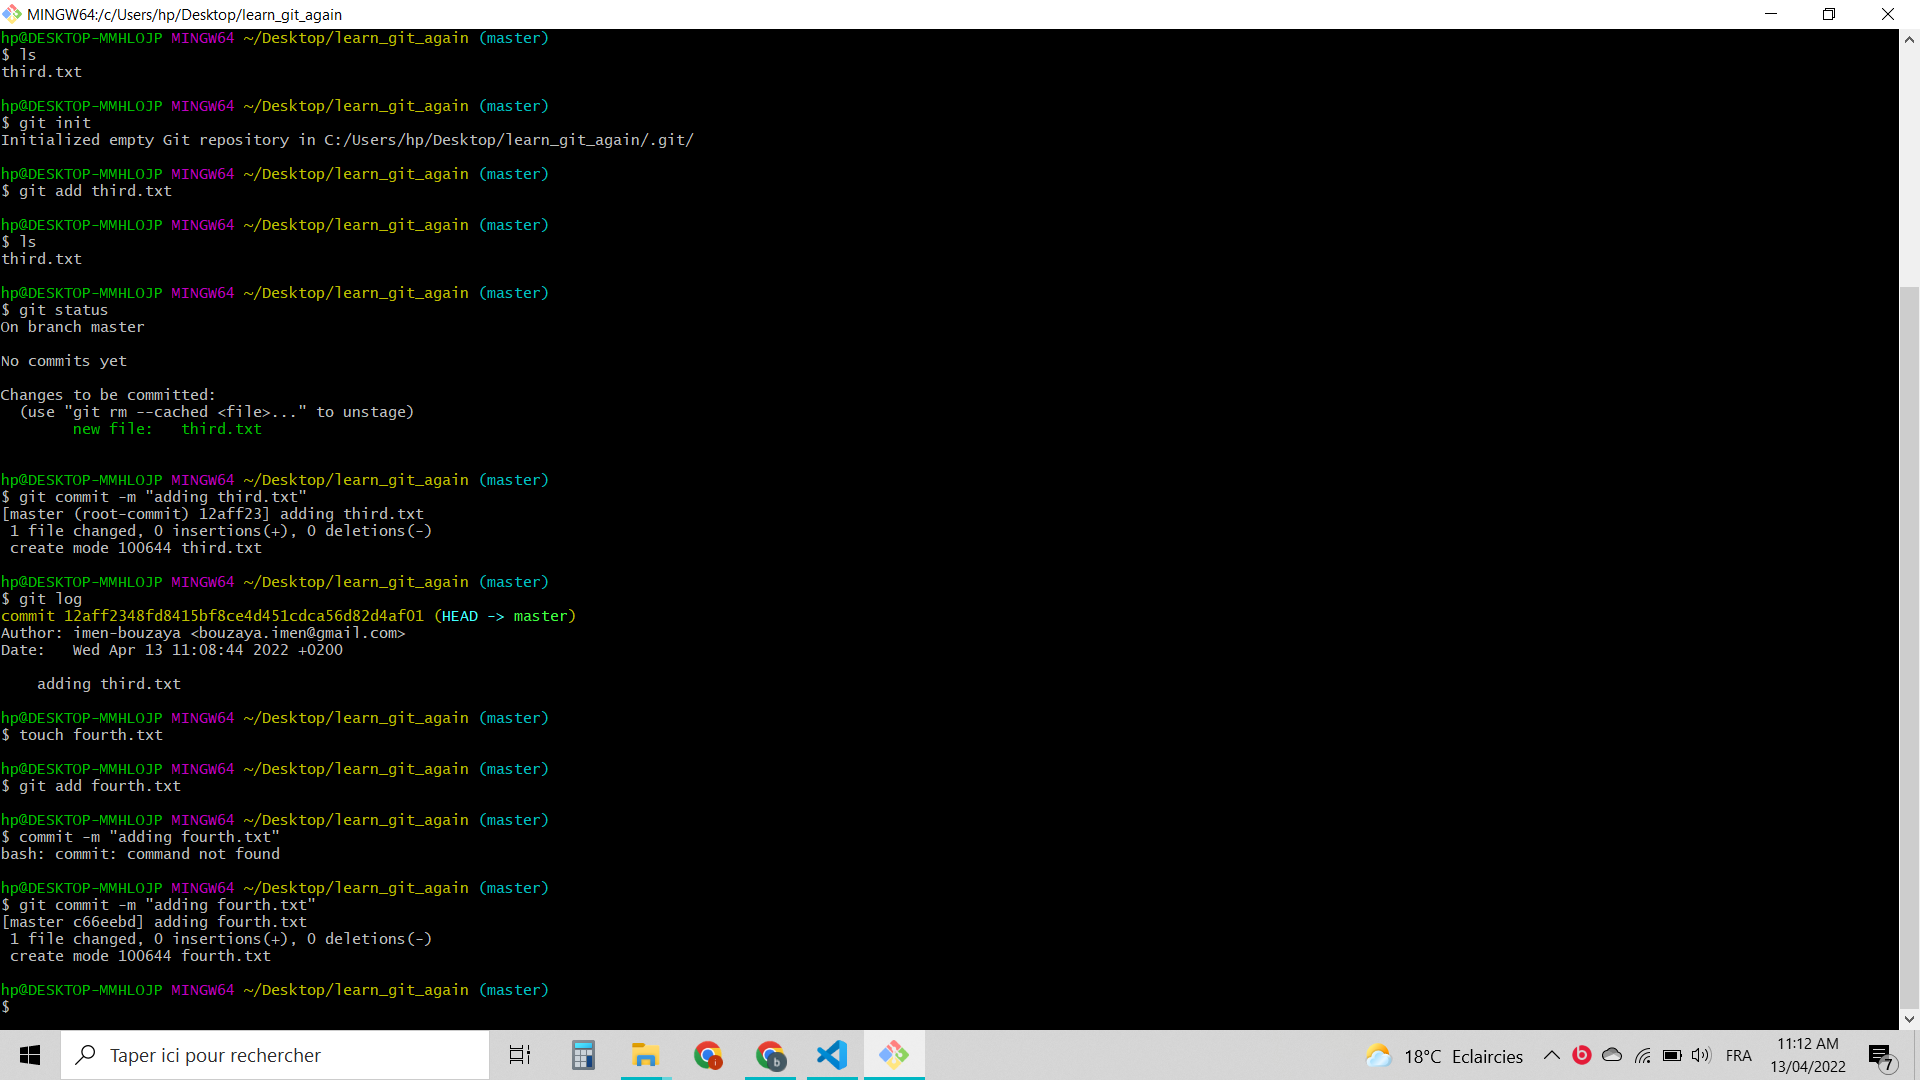 MINGW64:/c/Users/hp/Desktop/learn_git_again
hp@DESKTOP-MMHLOJP MINGW64 ~/Desktop/learn_git_again (master)
$ ls
third.txt
hp@DESKTOP-MMHLOJP MINGW64 ~/Desktop/learn_git_again (master)
$ git init
Initialized empty Git repository in C:/Users/hp/Desktop/learn_git_again/.git/
hp@DESKTOP-MMHLOJP MINGW64 ~/Desktop/learn_git_again (master)
$ git add third.txt
hp@DESKTOP-MMHLOJP MINGW64 ~/Desktop/learn_git_again (master)
$ ls
third.txt
hp@DESKTOP-MMHLOJP MINGW64 ~/Desktop/learn_git_again (master)
$ git status
On branch master
No commits yet
Changes to be committed:
  (use "git rm --cached <file>..." to unstage)
        new file:   third.txt
hp@DESKTOP-MMHLOJP MINGW64 ~/Desktop/learn_git_again (master)
$ git commit -m "adding third.txt"
[master (root-commit) 12aff23] adding third.txt
 1 file changed, 0 insertions(+), 0 deletions(-)
 create mode 100644 third.txt
hp@DESKTOP-MMHLOJP MINGW64 ~/Desktop/learn_git_again (master)
$ git log
commit 12aff2348fd8415bf8ce4d451cdca56d82d4af01 (HEAD -> master)
Author: imen-bouzaya <bouzaya.imen@gmail.com>
Date:   Wed Apr 13 11:08:44 2022 +0200
    adding third.txt
hp@DESKTOP-MMHLOJP MINGW64 ~/Desktop/learn_git_again (master)
$ touch fourth.txt
hp@DESKTOP-MMHLOJP MINGW64 ~/Desktop/learn_git_again (master)
$ git add fourth.txt
hp@DESKTOP-MMHLOJP MINGW64 ~/Desktop/learn_git_again (master)
$ commit -m "adding fourth.txt"
bash: commit: command not found
hp@DESKTOP-MMHLOJP MINGW64 ~/Desktop/learn_git_again (master)
$ git commit -m "adding fourth.txt"
[master c66eebd] adding fourth.txt
 1 file changed, 0 insertions(+), 0 deletions(-)
 create mode 100644 fourth.txt
hp@DESKTOP-MMHLOJP MINGW64 ~/Desktop/learn_git_again (master)
$
Taper ici pour rechercher
18°C Eclaircies
FRA
11:12 AM
13/04/2022
7